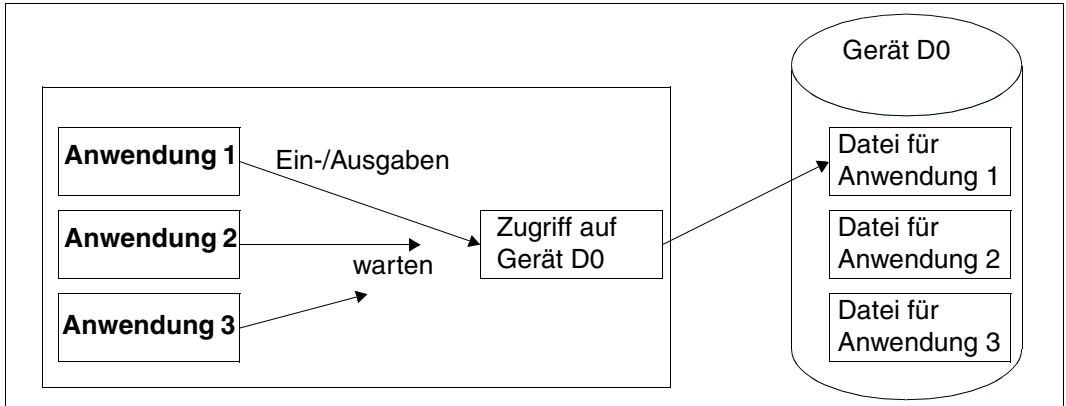 Gerät D0
Anwendung 1
Ein-/Ausgaben
Anwendung 2
warten
Anwendung 3
Zugriff auf
Gerät D0
Datei für
Anwendung 1
Datei für
Anwendung 2
Datei für
Anwendung 3